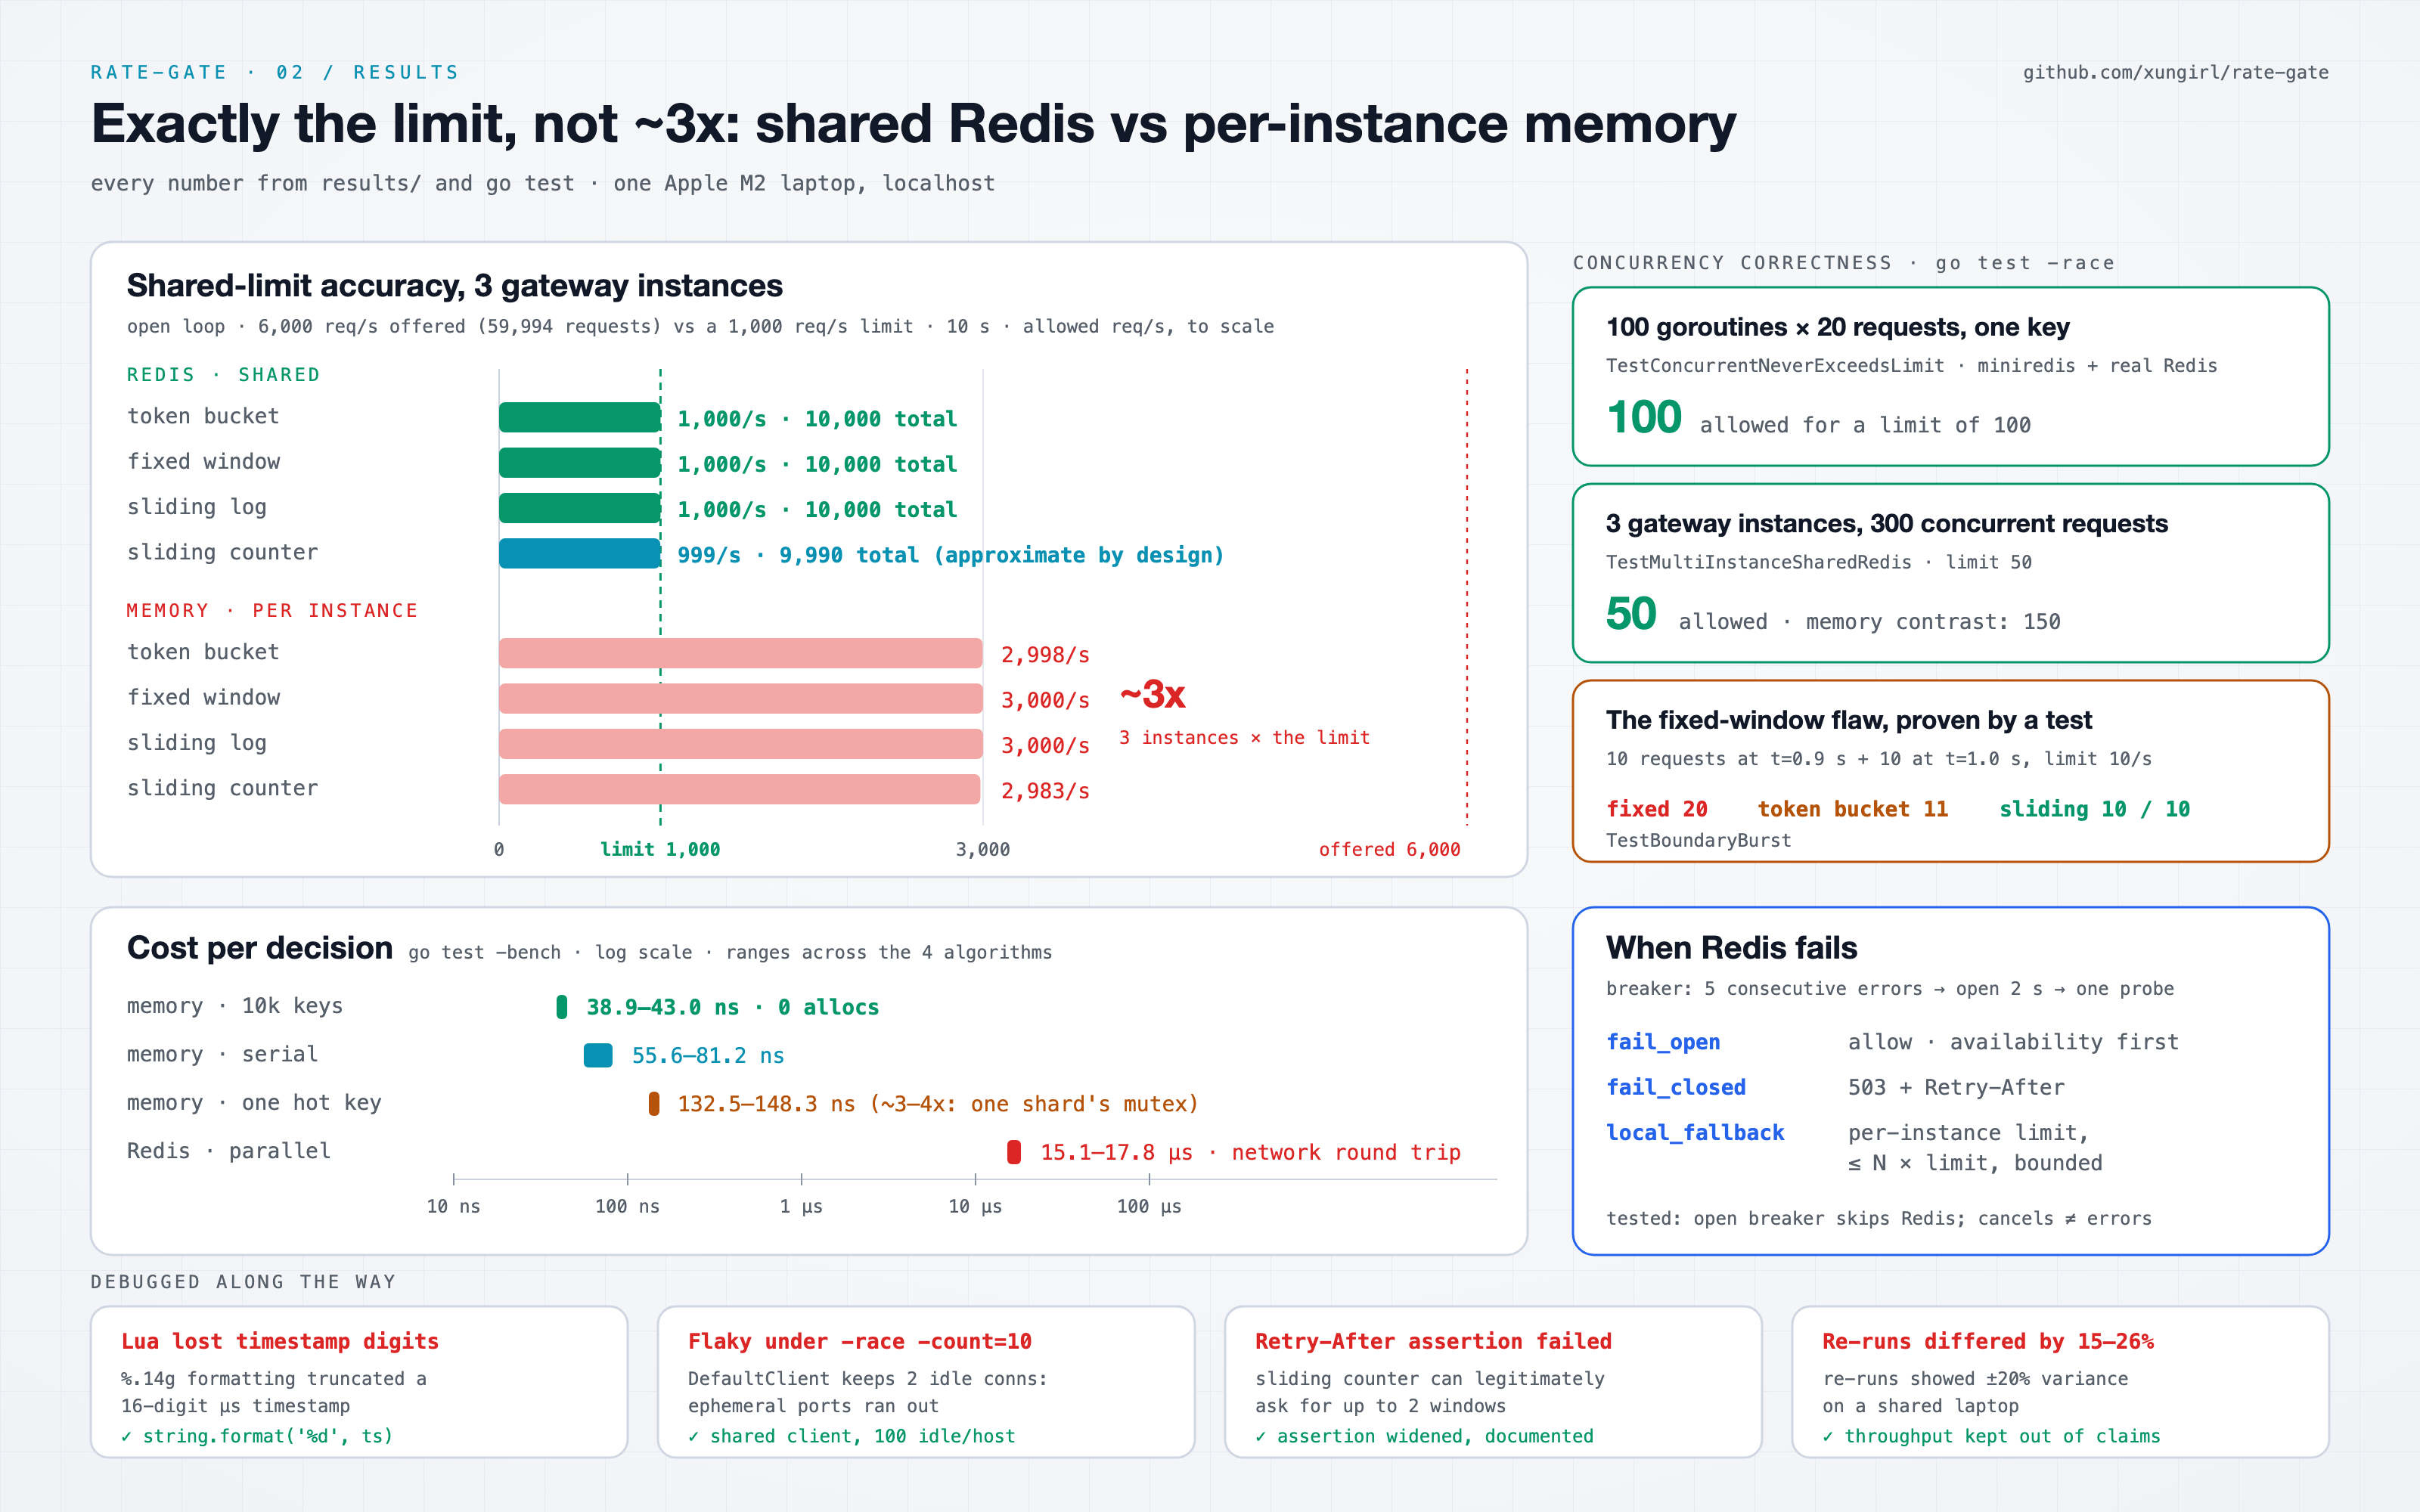 RATE-GATE · 02 / RESULTS
github.com/xungirl/rate-gate
Exactly the limit, not ~3x: shared Redis vs per-instance memory
every number from results/ and go test · one Apple M2 laptop, localhost
Shared-limit accuracy, 3 gateway instances
open loop · 6,000 req/s offered (59,994 requests) vs a 1,000 req/s limit · 10 s · allowed req/s, to scale
REDIS · SHARED
token bucket
1,000/s · 10,000 total
fixed window
1,000/s · 10,000 total
sliding log
1,000/s · 10,000 total
sliding counter
999/s · 9,990 total (approximate by design)
MEMORY · PER INSTANCE
token bucket
2,998/s
fixed window
3,000/s
sliding log
3,000/s
sliding counter
2,983/s
~3x
3 instances × the limit
0
limit 1,000
3,000
offered 6,000
CONCURRENCY CORRECTNESS · go test -race
100 goroutines × 20 requests, one key
TestConcurrentNeverExceedsLimit · miniredis + real Redis
100 allowed for a limit of 100
3 gateway instances, 300 concurrent requests
TestMultiInstanceSharedRedis · limit 50
50 allowed · memory contrast: 150
The fixed-window flaw, proven by a test
10 requests at t=0.9 s + 10 at t=1.0 s, limit 10/s
fixed 20 token bucket 11 sliding 10 / 10
TestBoundaryBurst
Cost per decision go test -bench · log scale · ranges across the 4 algorithms
memory · 10k keys
38.9–43.0 ns · 0 allocs
memory · serial
55.6–81.2 ns
memory · one hot key
132.5–148.3 ns (~3–4x: one shard's mutex)
Redis · parallel
15.1–17.8 µs · network round trip
10 ns
100 ns
1 µs
10 µs
100 µs
When Redis fails
breaker: 5 consecutive errors → open 2 s → one probe
fail_open allow · availability first
fail_closed 503 + Retry-After
local_fallback per-instance limit,
≤ N × limit, bounded
tested: open breaker skips Redis; cancels ≠ errors
DEBUGGED ALONG THE WAY
Lua lost timestamp digits
%.14g formatting truncated a
16-digit µs timestamp
✓ string.format('%d', ts)
Flaky under -race -count=10
DefaultClient keeps 2 idle conns:
ephemeral ports ran out
✓ shared client, 100 idle/host
Retry-After assertion failed
sliding counter can legitimately
ask for up to 2 windows
✓ assertion widened, documented
Re-runs differed by 15–26%
re-runs showed ±20% variance
on a shared laptop
✓ throughput kept out of claims